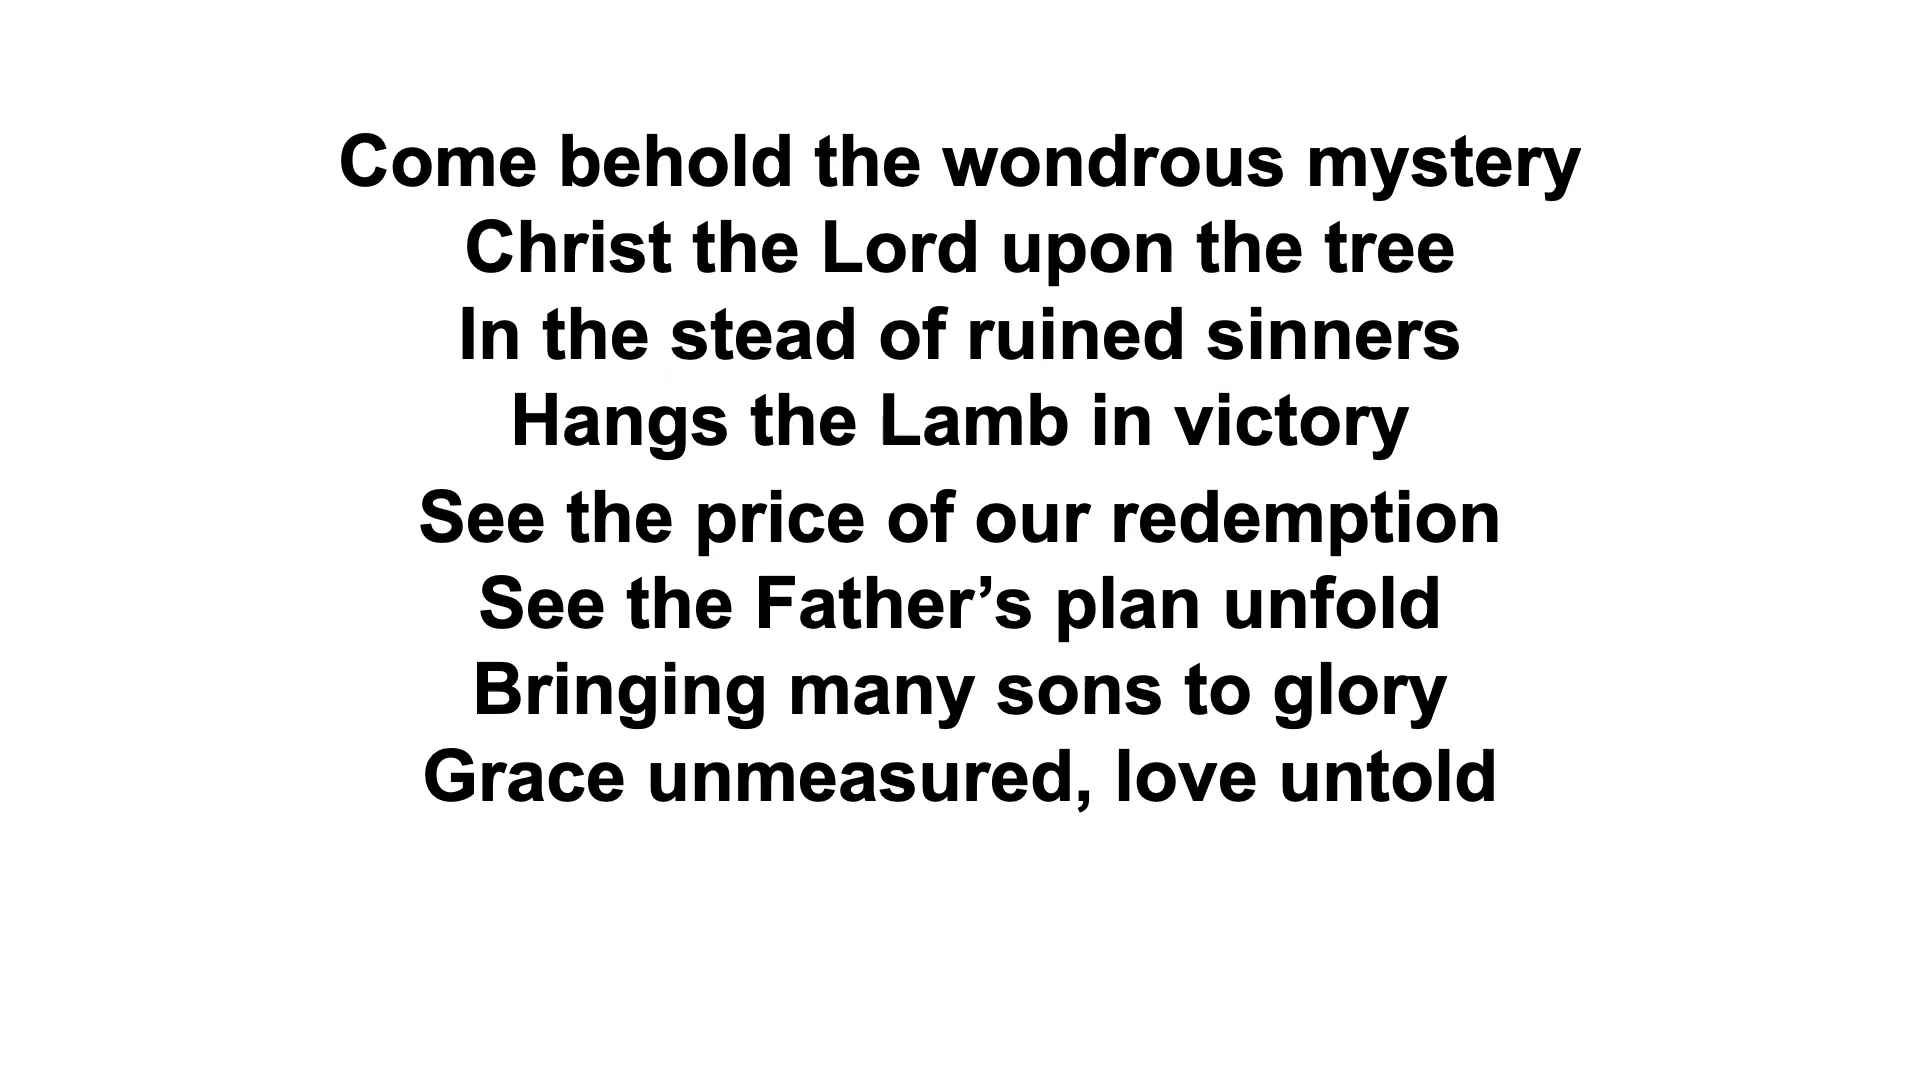 Come behold the wondrous mystery
Christ the Lord upon the tree
In the stead of ruined sinners
Hangs the Lamb in victory
See the price of our redemption
See the Father’s plan unfold
Bringing many sons to glory
Grace unmeasured, love untold